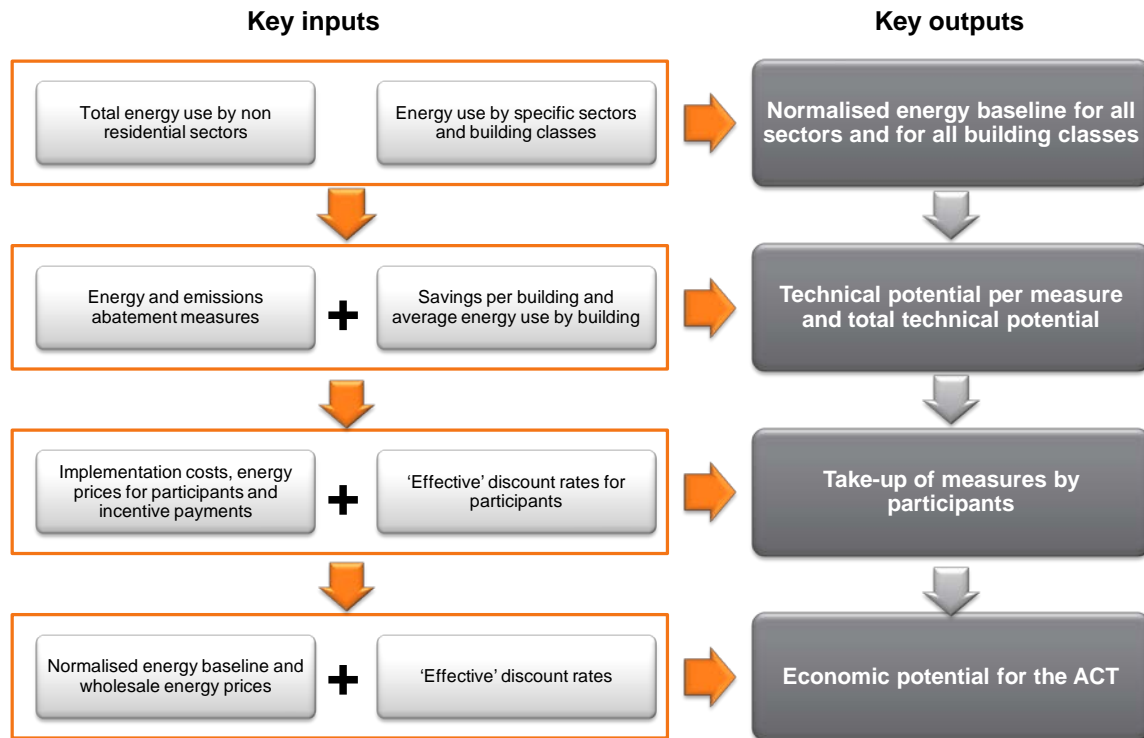 Key inputs
Key outputs
Total energy use by non
residential sectors
Energy use by specific sectors
and building classes
Normalised energy baseline for all
sectors and for all building classes
Energy and emissions
abatement measures
+
Savings per building and
average energy use by building
Technical potential per measure
and total technical potential
Implementation costs, energy
prices for participants and
incentive payments
+
‘Effective’ discount rates for
participants
Take-up of measures by
participants
Normalised energy baseline and
wholesale energy prices
+
‘Effective’ discount rates
Economic potential for the ACT